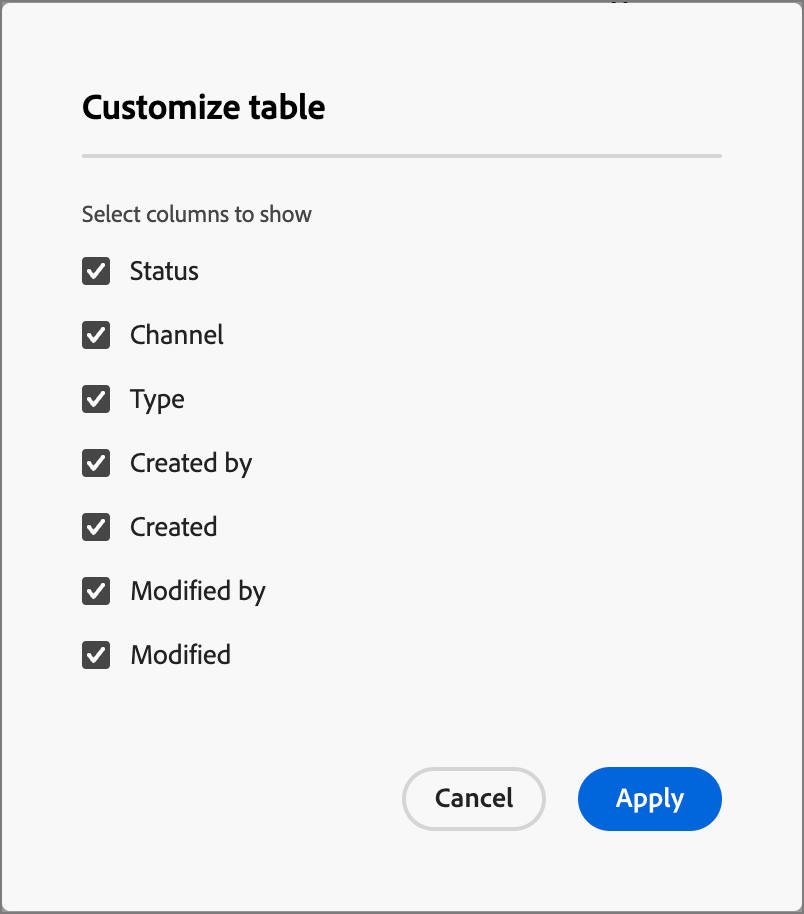 Customize table
Select columns to show
Status
Channel
Type
Created by
Created
Modified by
Modified
Cancel
Apply